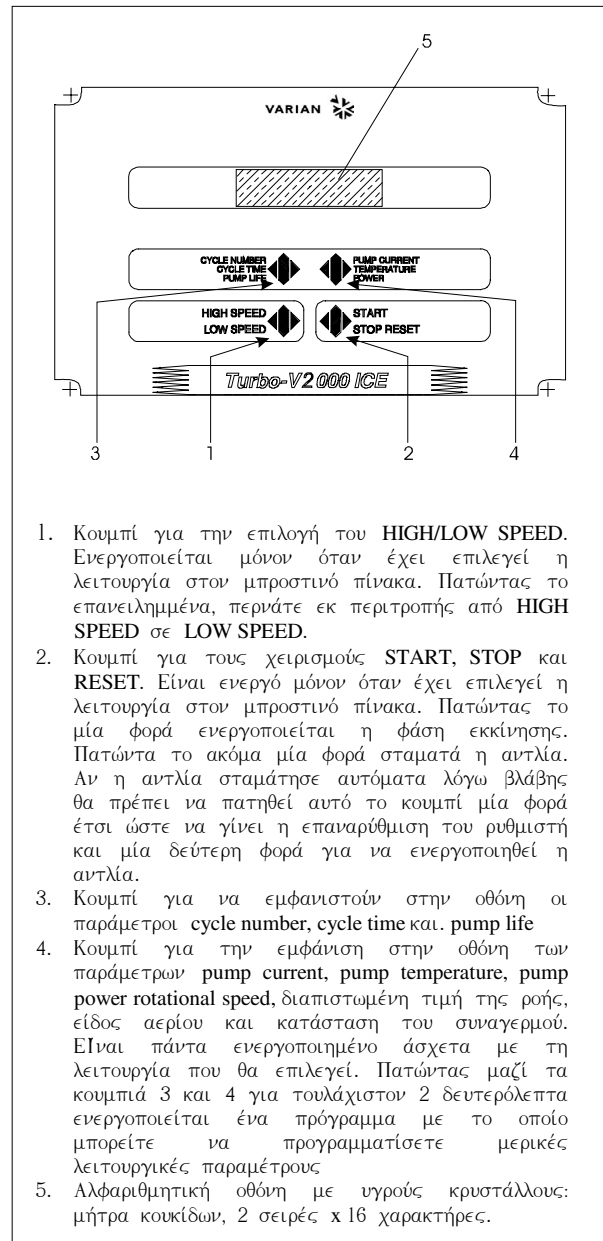 5
VARIAN
CYCLE NUMBER
CYCLE TIME
PUMP LIFE
PUMP CURRENT
TEMPERATURE
POWER
HIGH SPEED
LOW SPEED
START
STOP RESET
Turbo-V2000 ICE
3 1 2 4
1. Κουμπί για την επιλογή του HIGH/LOW SPEED.
Ενεργοποιείται μόνον όταν έχει επιλεγεί η
λειτουργία στον μπροστινό πίνακα. Πατώντας το
επανειλημμένα, περνάτε εκ περιτροπής από HIGH
SPEED σε LOW SPEED.
2. Κουμπί για τους χειρισμούς START, STOP και
RESET. Είναι ενεργό μόνον όταν έχει επιλεγεί η
λειτουργία στον μπροστινό πίνακα. Πατώντας το
μία φορά ενεργοποιείται η φάση εκκίνησης.
Πατώντα το ακόμα μία φορά σταματά η αντλία.
Αν η αντλία σταμάτησε αυτόματα λόγω βλάβης
θα πρέπει να πατηθεί αυτό το κουμπί μία φορά
έτσι ώστε να γίνει η επαναρύθμιση του ρυθμιστή
και μία δεύτερη φορά για να ενεργοποιηθεί η
αντλία.
3. Κουμπί για να εμφανιστούν στην οθόνη οι
παράμετροι cycle number, cycle time και. pump life
4. Κουμπί για την εμφάνιση στην οθόνη των
παράμετρων pump current, pump temperature, pump
power rotational speed, διαπιστωμένη τιμή της ροής,
είδος αερίου και κατάσταση του συναγερμού.
ΕΙναι πάντα ενεργοποιημένο άσχετα με τη
λειτουργία που θα επιλεγεί. Πατώντας μαζί τα
κουμπιά 3 και 4 για τουλάχιστον 2 δευτερόλεπτα
ενεργοποιείται ένα πρόγραμμα με το οποίο
μπορείτε να προγραμματίσετε μερικές
λειτουργικές παραμέτρους
5. Αλφαριθμητική οθόνη με υγρούς κρυστάλλους:
μήτρα κουκίδων, 2 σειρές x 16 χαρακτήρες.